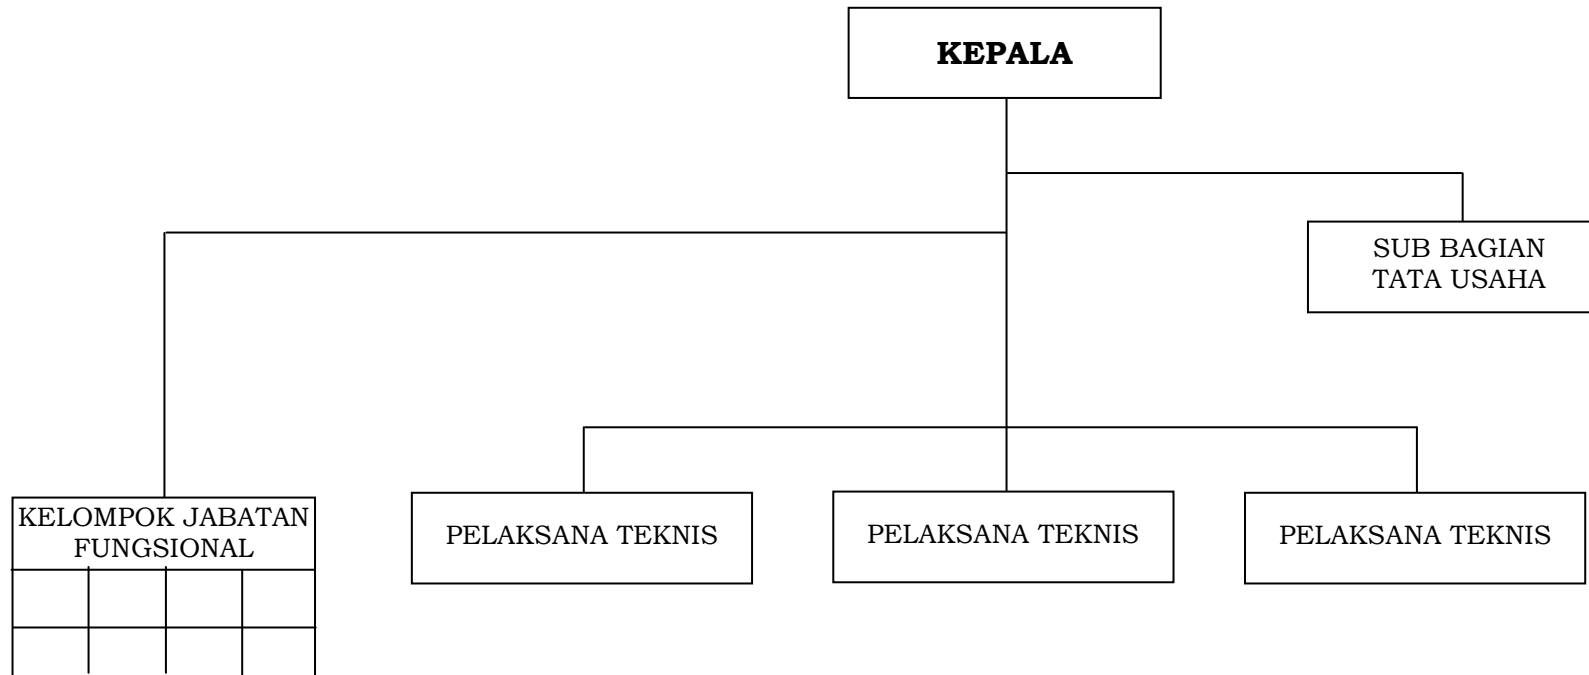 KEPALA
SUB BAGIAN
TATA USAHA
KELOMPOK JABATAN
FUNGSIONAL
PELAKSANA TEKNIS
PELAKSANA TEKNIS
PELAKSANA TEKNIS